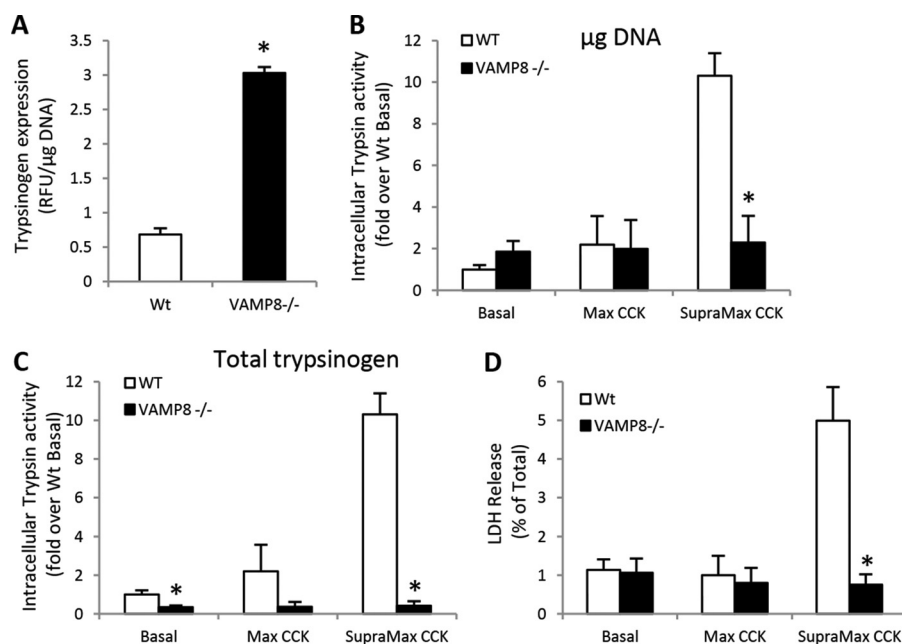 A
Trypsinogen expression
(RFU/µg DNA)
3.5
3
2.5
2
1.5
1
0.5
0
*
Wt
VAMP8-/-
B
µg DNA
WT
VAMP8 -/-
Intracellular Trypsin activity
(fold over Wt Basal)
12
10
8
6
4
2
0
*
Basal
Max CCK
SupraMax CCK
C
Total trypsinogen
WT
VAMP8 -/-
Intracellular Trypsin activity
(fold over Wt Basal)
12
10
8
6
4
2
0
*
*
Basal
Max CCK
SupraMax CCK
D
Wt
VAMP8-/-
LDH Release
(% of Total)
6
5
4
3
2
1
0
*
Basal
Max CCK
SupraMax CCK